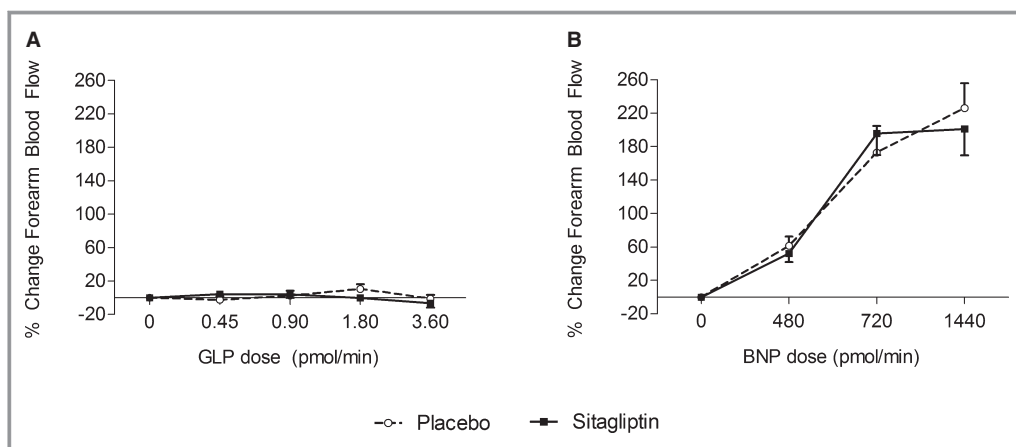 A
% Change Forearm Blood Flow
260
220
180
140
100
60
20
-20
0 0.45 0.90 1.80 3.60
GLP dose (pmol/min)
B
% Change Forearm Blood Flow
260
220
180
140
100
60
20
-20
0 480 720 1440
BNP dose (pmol/min)
Placebo Sitagliptin